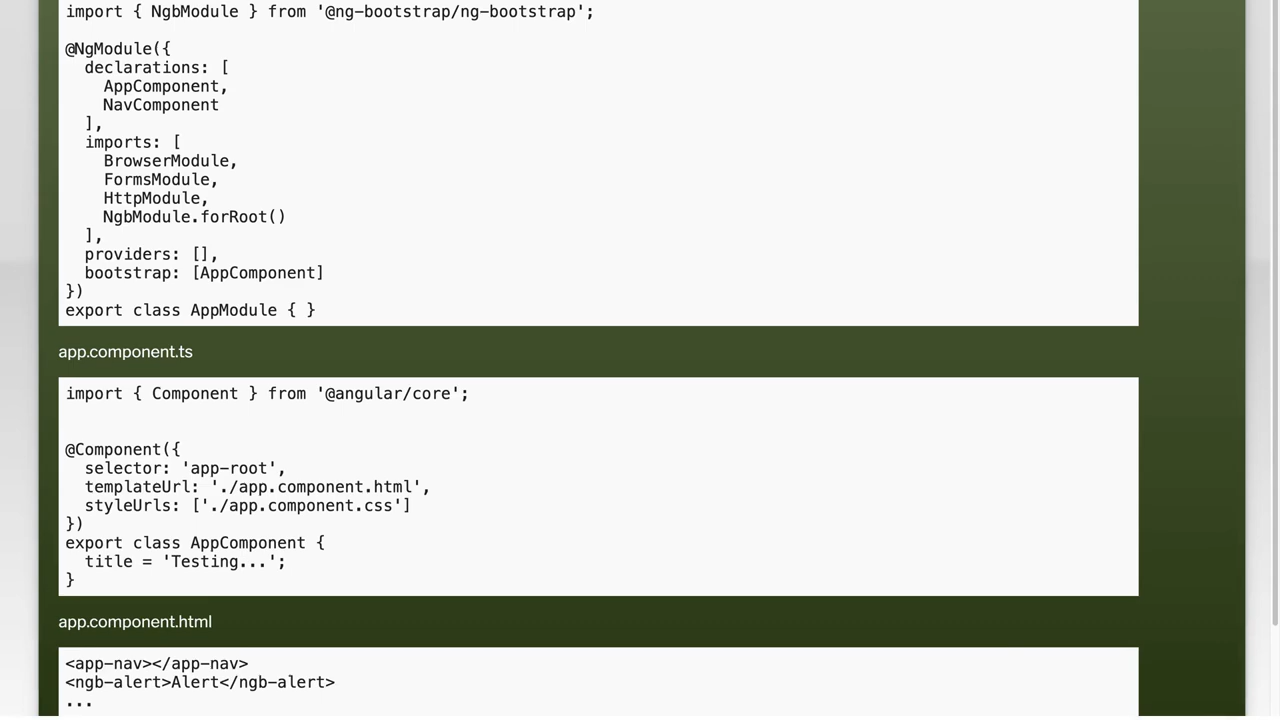 import { NgbModule } from '@ng-bootstrap/ng-bootstrap';
@NgModule({
  declarations: [
    AppComponent,
    NavComponent
  ],
  imports: [
    BrowserModule,
    FormsModule,
    HttpModule,
    NgbModule.forRoot()
  ],
  providers: [],
  bootstrap: [AppComponent]
})
export class AppModule { }
app.component.ts
import { Component } from '@angular/core';
@Component({
  selector: 'app-root',
  templateUrl: './app.component.html',
  styleUrls: ['./app.component.css']
})
export class AppComponent {
  title = 'Testing...';
}
app.component.html
<app-nav></app-nav>
<ngb-alert>Alert</ngb-alert>
...